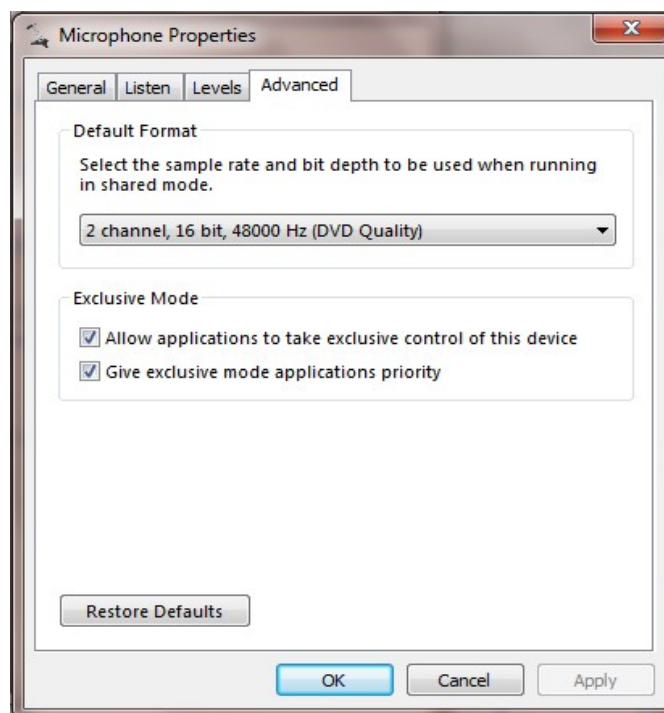 Microphone Properties
General Listen Levels Advanced
Default Format
Select the sample rate and bit depth to be used when running
in shared mode.
2 channel, 16 bit, 48000 Hz (DVD Quality)
Exclusive Mode
Allow applications to take exclusive control of this device
Give exclusive mode applications priority
Restore Defaults
OK Cancel Apply